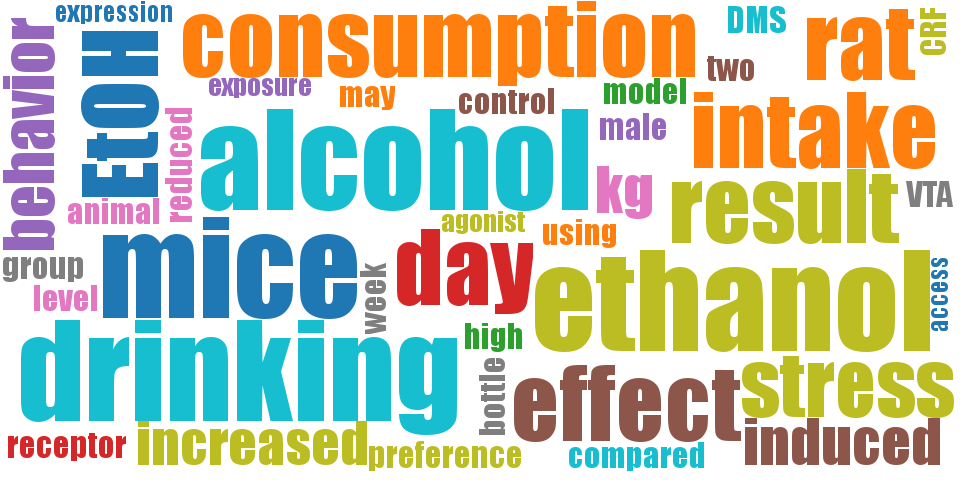 expression
consumption
DMS
rat
CRF
behavior
EtOH
exposure
may
control
two
model
intake
reduced
alcohol
male
animal
kg
result
VTA
agonist
using
mice
day
group
level
week
ethanol
access
drinking
high
bottle
effect
stress
receptor
increased
preference
compared
induced